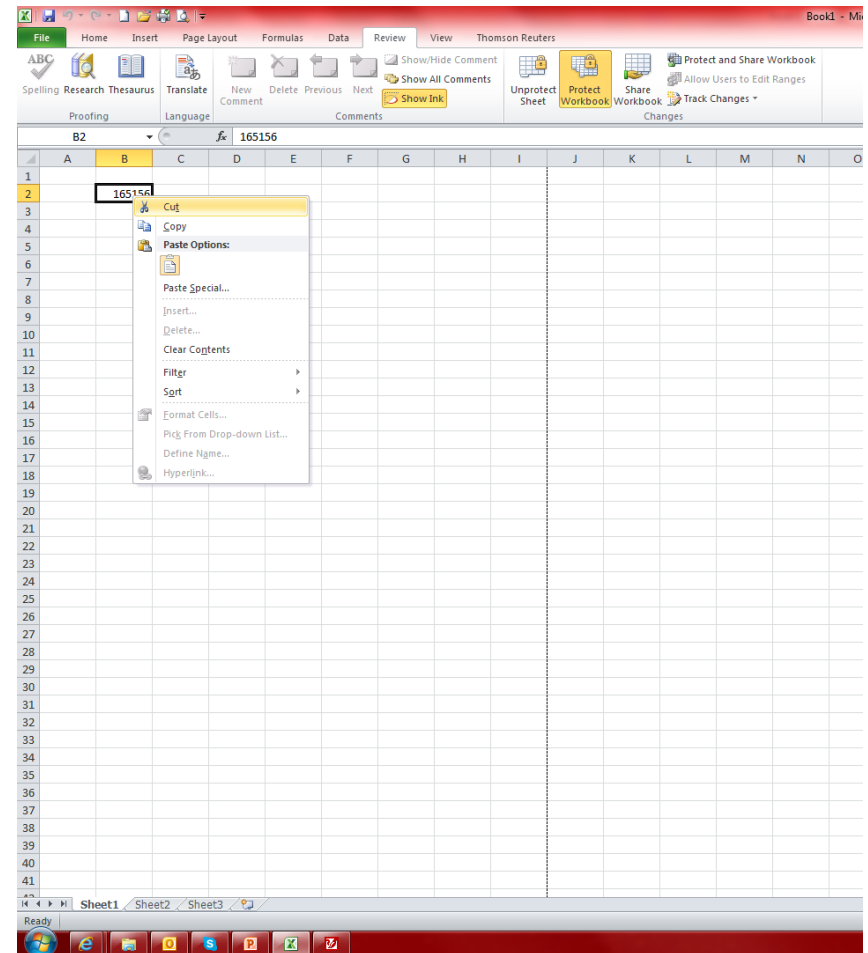 Book1 - Mi
File Home Insert Page Layout Formulas Data Review View Thomson Reuters
ABC
Spelling Research Thesaurus
Proofing
Translate
Language
New Comment
Delete Previous Next
Show/Hide Comment
Show All Comments
Show Ink
Comments
Unprotect Sheet
Protect Workbook
Share Workbook
Protect and Share Workbook
Allow Users to Edit Ranges
Track Changes
Changes
B2 fx 165156
A B C D E F G H I J K L M N O
1
2 165156
3
4
5
6
7
8
9
10
11
12
13
14
15
16
17
18
19
20
21
22
23
24
25
26
27
28
29
30
31
32
33
34
35
36
37
38
39
40
41
Cut
Copy
Paste Options:
Paste Special...
Insert...
Delete...
Clear Contents
Filter
Sort
Format Cells...
Pick From Drop-down List...
Define Name...
Hyperlink...
Sheet1 Sheet2 Sheet3
Ready